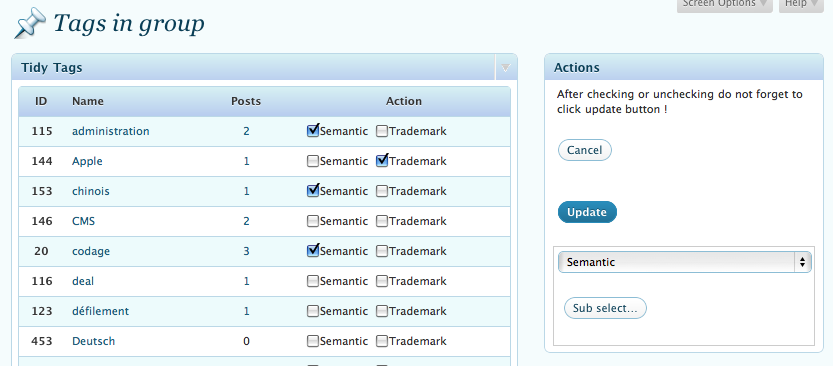 Screen Options Help
Tags in group
Tidy Tags
ID Name Posts Action
115 administration 2 Semantic Trademark
144 Apple 1 Semantic Trademark
153 chinois 1 Semantic Trademark
146 CMS 2 Semantic Trademark
20 codage 3 Semantic Trademark
116 deal 1 Semantic Trademark
123 défilement 1 Semantic Trademark
453 Deutsch 0 Semantic Trademark
Actions
After checking or unchecking do not forget to
click update button !
Cancel
Update
Semantic
Sub select...